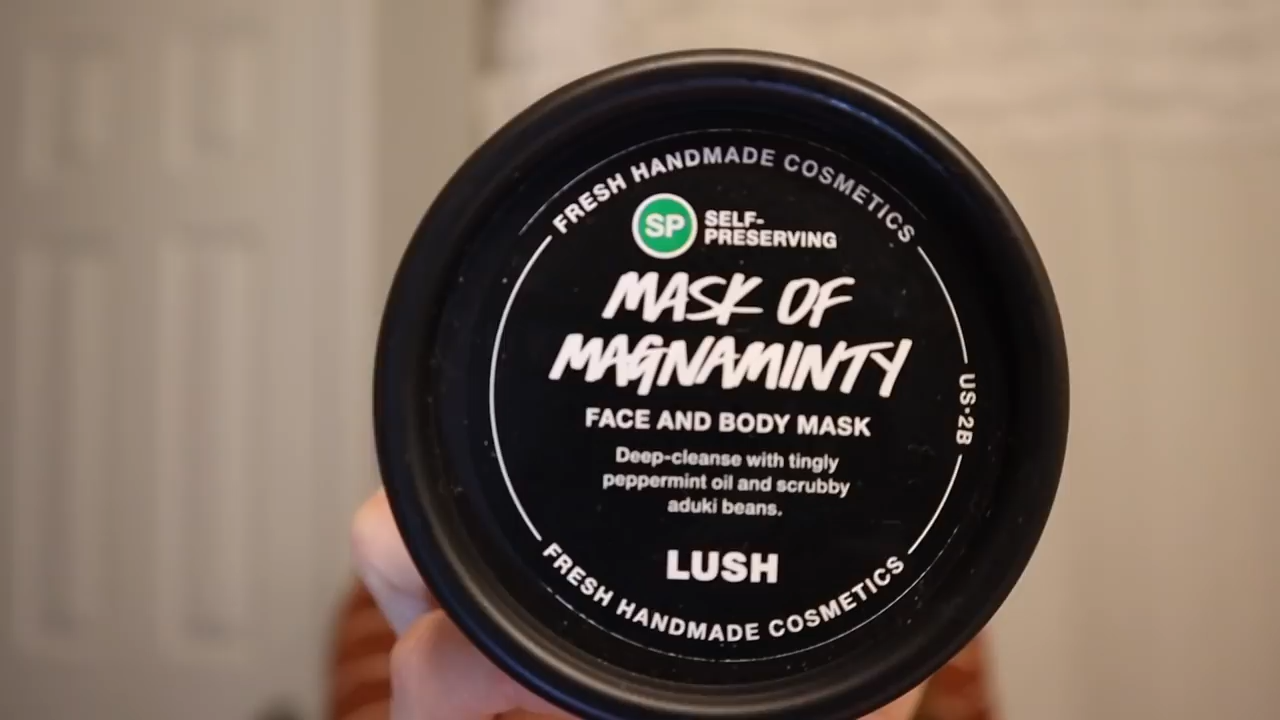 FRESH HANDMADE COSMETICS
SP
SELF-
PRESERVING
MASK OF
MAGNAMINTY
FACE AND BODY MASK
Deep-cleanse with tingly
peppermint oil and scrubby
aduki beans.
LUSH
FRESH HANDMADE COSMETICS
US•2B